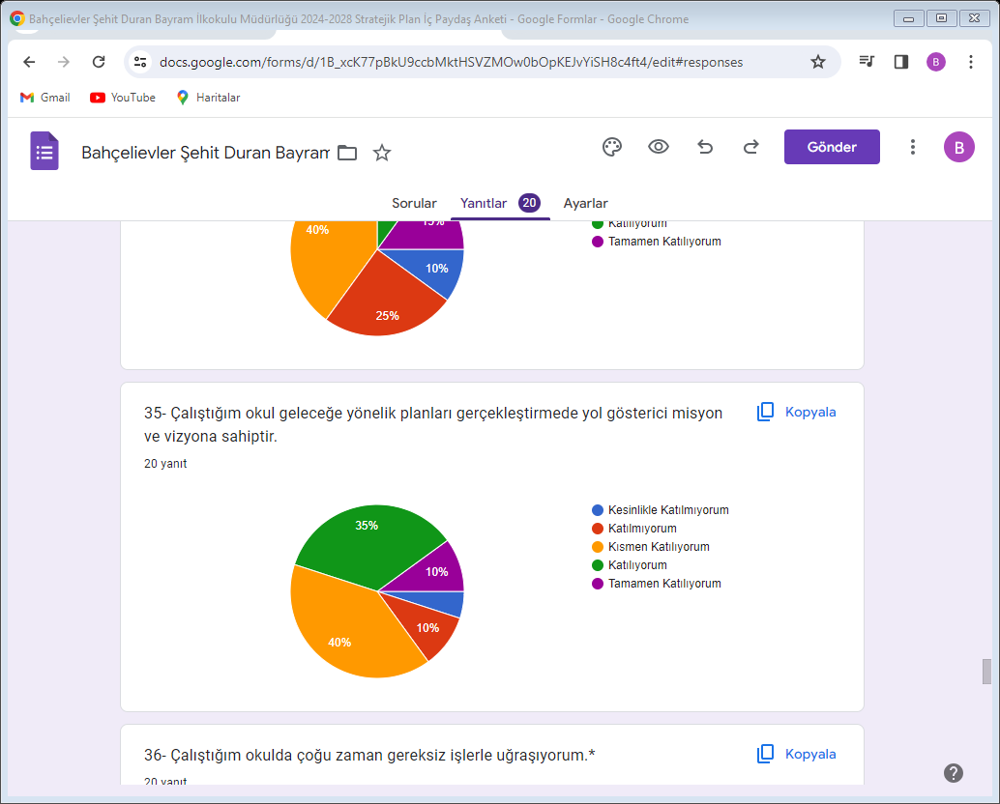 Bahçelievler Şehit Duran Bayram İlkokulu Müdürlüğü 2024-2028 Stratejik Plan İç Paydaş Anketi - Google Formlar - Google Chrome
docs.google.com/forms/d/1B_xcK77pBkU9ccbMktHSVZMOw0bOpKEJvYiSH8c4ft4/edit#responses
B
Gmail
YouTube
Haritalar
Bahçelievler Şehit Duran Bayram
Gönder
B
Sorular
Yanıtlar
20
Ayarlar
40%
15%
10%
25%
Katılıyorum
Tamamen Katılıyorum
35- Çalıştığım okul geleceğe yönelik planları gerçekleştirmede yol gösterici misyon
ve vizyona sahiptir.
Kopyala
20 yanıt
35%
10%
10%
40%
Kesinlikle Katılmıyorum
Katılmıyorum
Kısmen Katılıyorum
Katılıyorum
Tamamen Katılıyorum
36- Çalıştığım okulda çoğu zaman gereksiz işlerle uğraşıyorum.*
Kopyala
20 yanıt